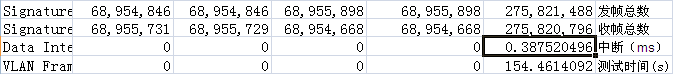 Signature 68,954,846 68,954,846 68,955,898 68,955,898 275,821,488 发帧总数
Signature 68,955,731 68,955,729 68,954,668 68,954,668 275,820,796 收帧总数
Data Inte 0 0 0 0 0.387520496 中断（ms）
VLAN Fram 0 0 0 0 154.4614092 测试时间(s)